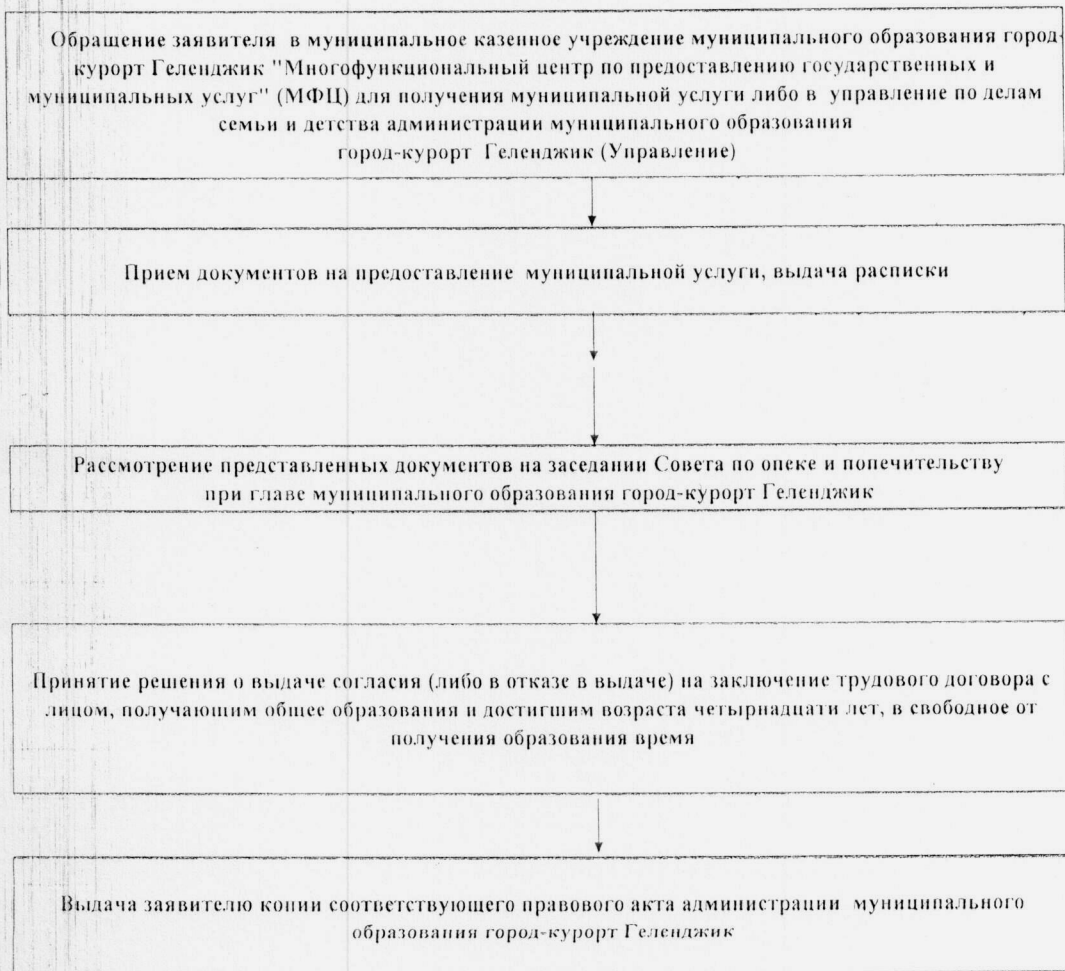 Обращение заявителя в муниципальное казенное учреждение муниципального образования город-
курорт Геленджик "Многофункциональный центр по предоставлению государственных и
муниципальных услуг" (МФЦ) для получения муниципальной услуги либо в управление по делам
семьи и детства администрации муниципального образования
город-курорт Геленджик (Управление)
Прием документов на предоставление муниципальной услуги, выдача расписки
Рассмотрение представленных документов на заседании Совета по опеке и попечительству
при главе муниципального образования город-курорт Геленджик
Принятие решения о выдаче согласия (либо в отказе в выдаче) на заключение трудового договора с
лицом, получающим общее образования и достигшим возраста четырнадцати лет, в свободное от
получения образования время
Выдача заявителю копии соответствующего правового акта администрации муниципального
образования город-курорт Геленджик